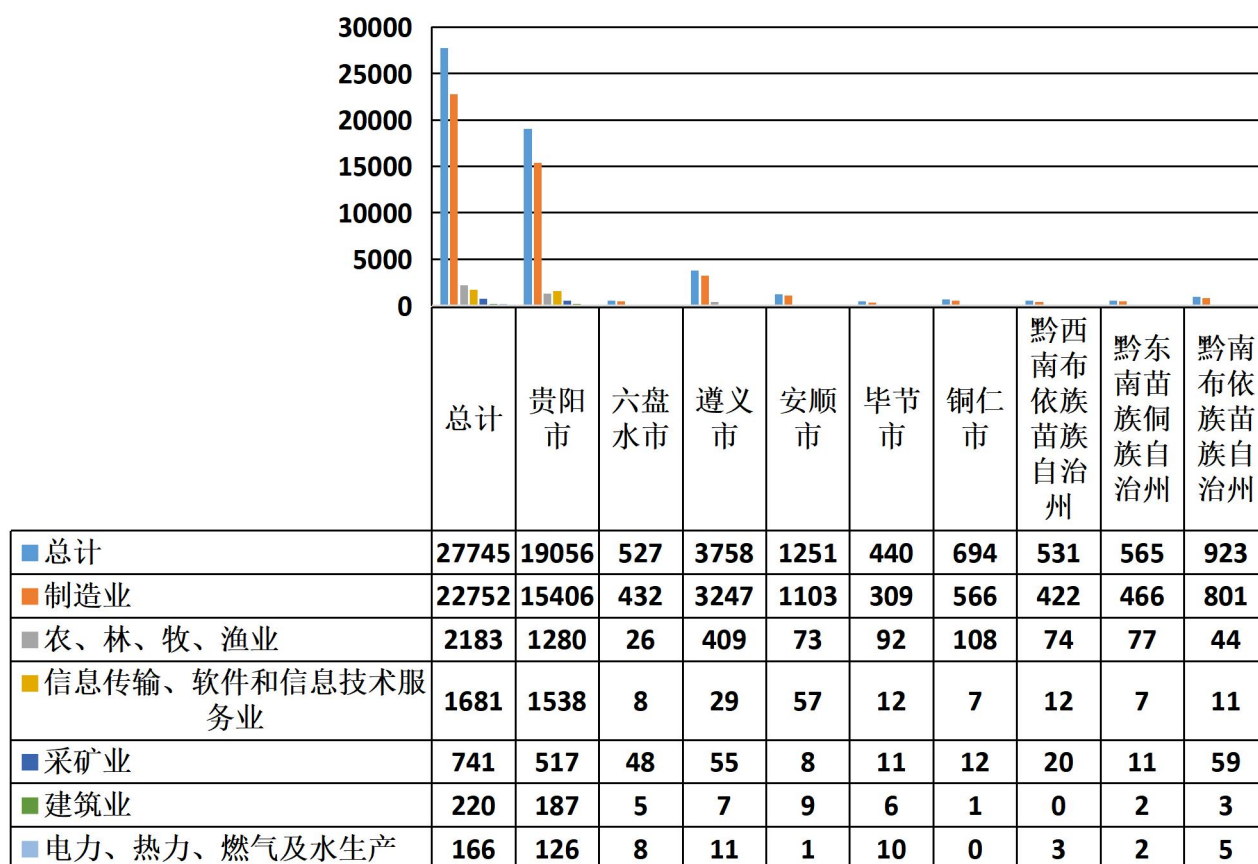 30000
25000
20000
15000
10000
5000
0
总计
贵阳
市
六盘
水市
遵义
市
安顺
市
毕节
市
铜仁
市
黔西
南布
依族
苗族
自治
州
黔东
南苗
族侗
族自
治州
黔南
布依
族苗
族自
治州
总计 27745 19056 527 3758 1251 440 694 531 565 923
制造业 22752 15406 432 3247 1103 309 566 422 466 801
农、林、牧、渔业 2183 1280 26 409 73 92 108 74 77 44
信息传输、软件和信息技术服
务业 1681 1538 8 29 57 12 7 12 7 11
采矿业 741 517 48 55 8 11 12 20 11 59
建筑业 220 187 5 7 9 6 1 0 2 3
电力、热力、燃气及水生产 166 126 8 11 1 10 0 3 2 5